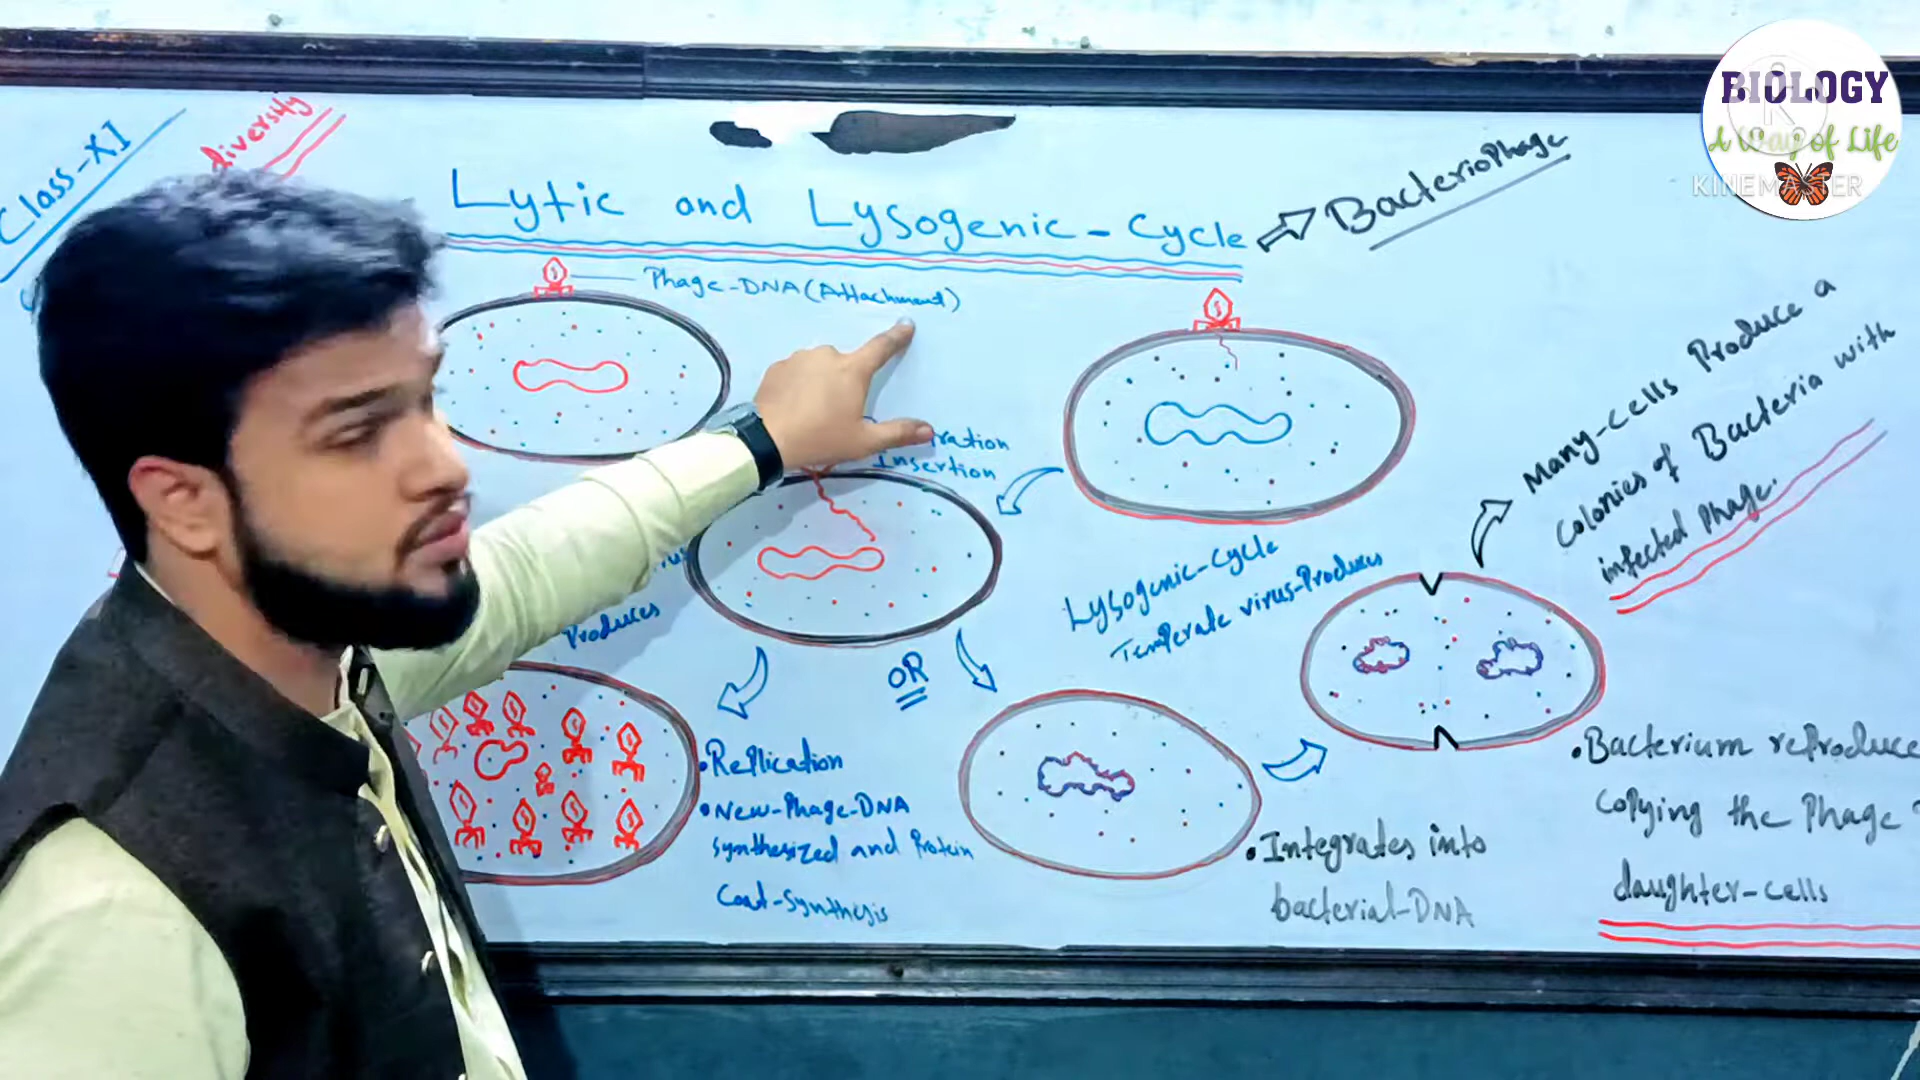 Class-XI
diversity
Lytic and Lysogenic-Cycle
BacterioPhage
BIOLOGY
A Way of Life
KINEMASTER
Phage-DNA (Attachment)
Insertion
Many-cells Produce a
Colonies of Bacteria with
infected Phage.
Lysogenic-Cycle
Temperate virus-Produces
Produces
OR
• Replication
• New-Phage-DNA
synthesized and Protein
Coat-Synthesis
• Integrates into
bacterial-DNA
• Bacterium reProduce
copying the Phage
daughter-cells